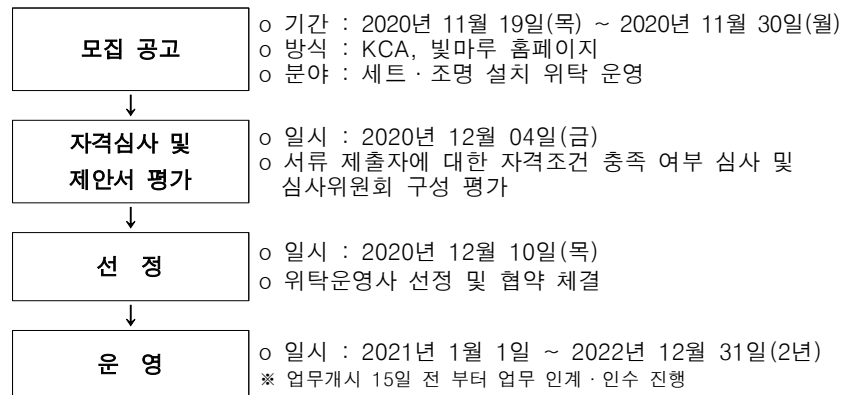 모집 공고
o 기간 : 2020년 11월 19일(목) ~ 2020년 11월 30일(월)
o 방식 : KCA, 빛마루 홈페이지
o 분야 : 세트·조명 설치 위탁 운영
↓
자격심사 및
제안서 평가
o 일시 : 2020년 12월 04일(금)
o 서류 제출자에 대한 자격조건 충족 여부 심사 및
심사위원회 구성 평가
↓
선 정
o 일시 : 2020년 12월 10일(목)
o 위탁운영사 선정 및 협약 체결
↓
운 영
o 일시 : 2021년 1월 1일 ~ 2022년 12월 31일(2년)
※ 업무개시 15일 전 부터 업무 인계·인수 진행